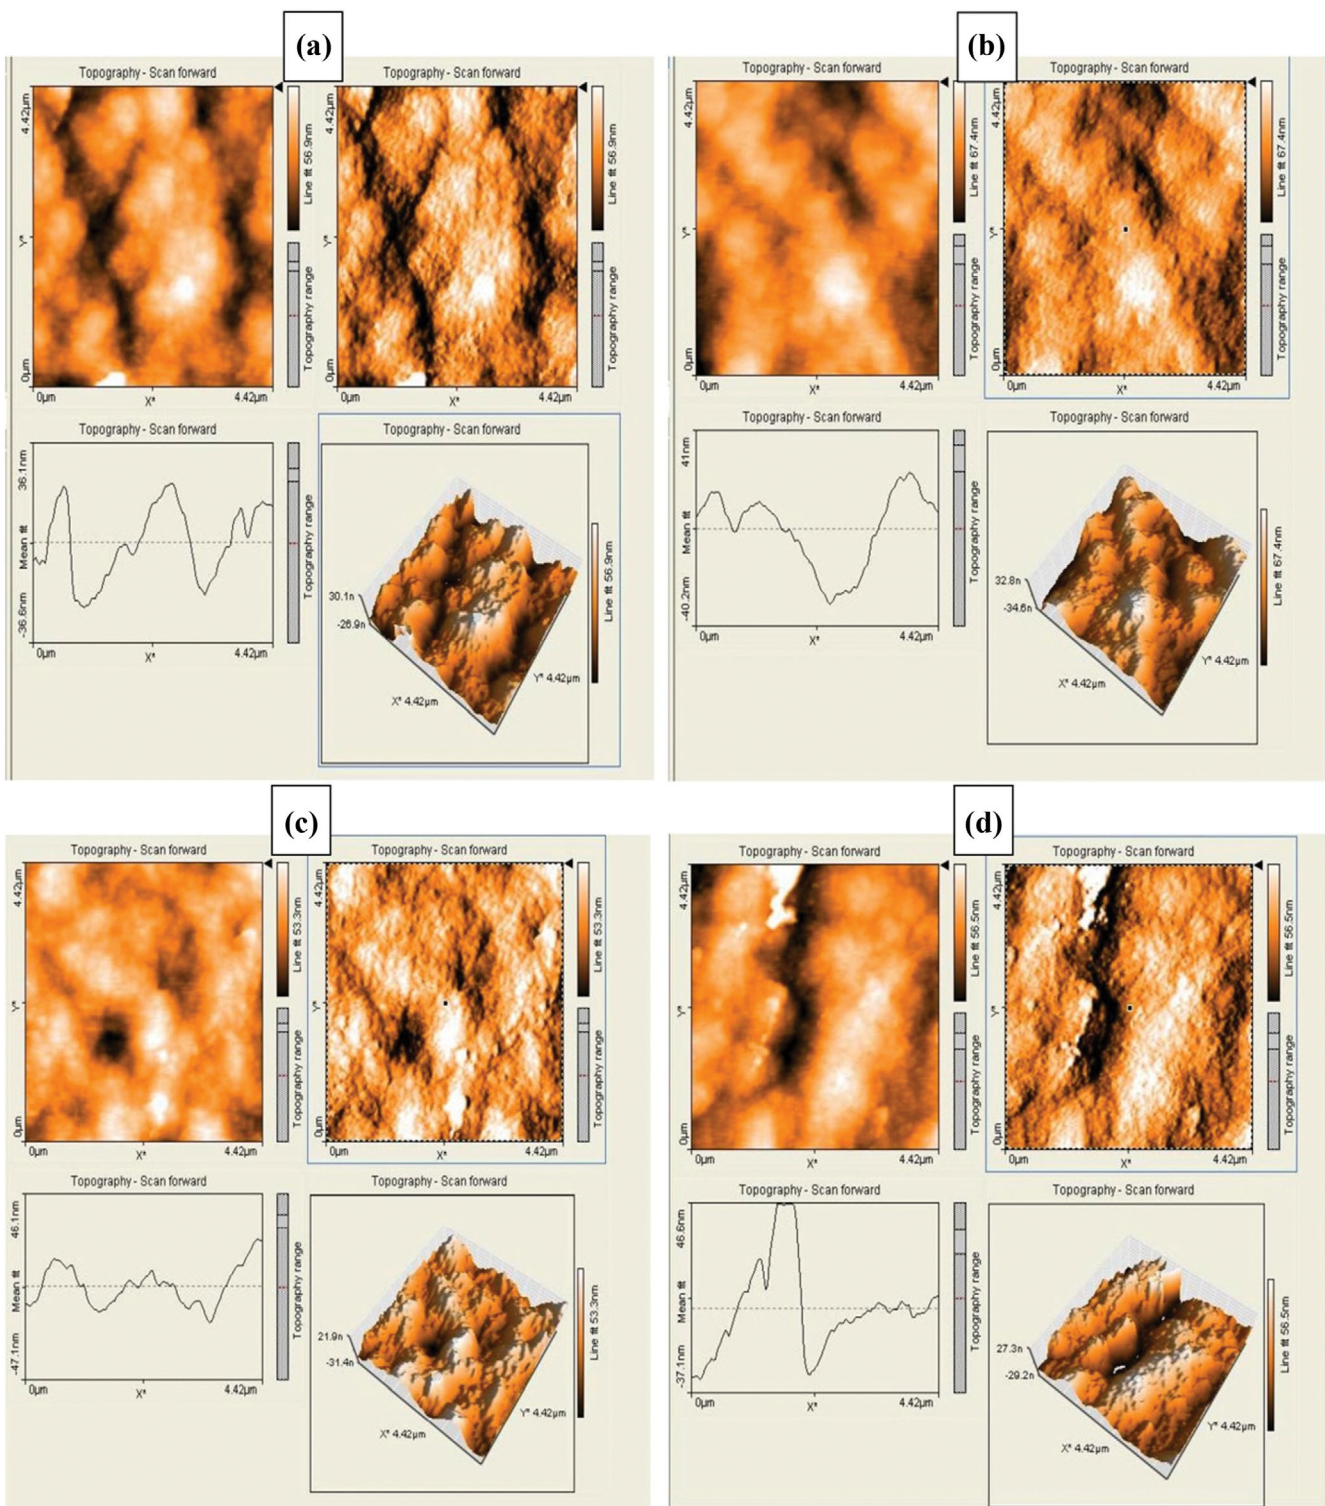 (a)
Topography - Scan forward
4.42µm
Y*
0µm
0µm
X*
4.42µm
Line fit 56.9nm
Topography range
Topography - Scan forward
4.42µm
Y*
0µm
0µm
X*
4.42µm
Line fit 56.9nm
Topography range
Topography - Scan forward
36.1nm
Mean fit
-36.6nm
0µm
X*
4.42µm
Topography range
Topography - Scan forward
30.1n
-26.9n
X* 4.42µm
Y* 4.42µm
Line fit 56.9nm
(b)
Topography - Scan forward
4.42µm
Y*
0µm
0µm
X*
4.42µm
Line fit 67.4nm
Topography range
Topography - Scan forward
4.42µm
Y*
0µm
0µm
X*
4.42µm
Line fit 67.4nm
Topography range
Topography - Scan forward
41nm
Mean fit
-40.2nm
0µm
X*
4.42µm
Topography range
Topography - Scan forward
32.8n
-34.6n
X* 4.42µm
Y* 4.42µm
Line fit 67.4nm
(c)
Topography - Scan forward
4.42µm
Y*
0µm
0µm
X*
4.42µm
Line fit 53.3nm
Topography range
Topography - Scan forward
4.42µm
Y*
0µm
0µm
X*
4.42µm
Line fit 53.3nm
Topography range
Topography - Scan forward
46.1nm
Mean fit
-47.1nm
0µm
X*
4.42µm
Topography range
Topography - Scan forward
21.9n
-31.4n
X* 4.42µm
Y* 4.42µm
Line fit 53.3nm
(d)
Topography - Scan forward
4.42µm
Y*
0µm
0µm
X*
4.42µm
Line fit 56.5nm
Topography range
Topography - Scan forward
4.42µm
Y*
0µm
0µm
X*
4.42µm
Line fit 56.5nm
Topography range
Topography - Scan forward
46.6nm
Mean fit
-37.1nm
0µm
X*
4.42µm
Topography range
Topography - Scan forward
27.3n
-29.2n
X* 4.42µm
Y* 4.42µm
Line fit 56.5nm